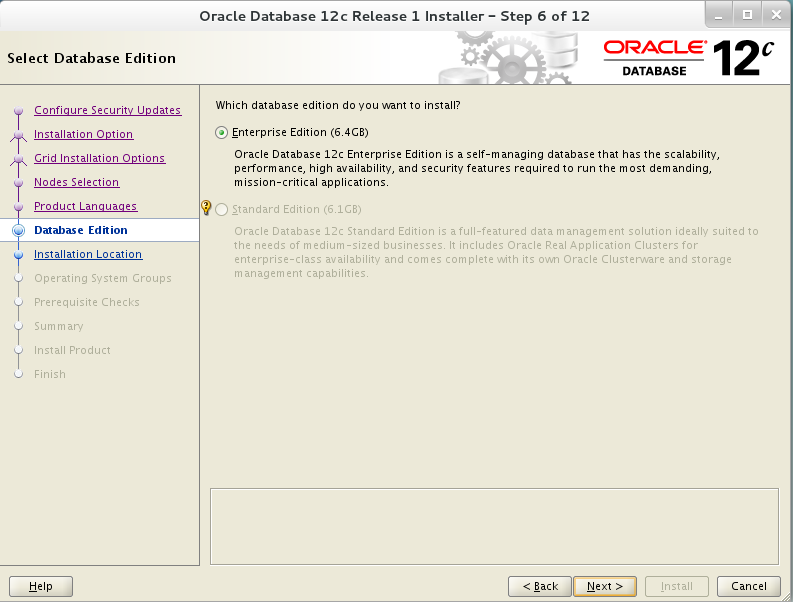 Oracle Database 12c Release 1 Installer – Step 6 of 12
Select Database Edition
ORACLE®
DATABASE
12c
Configure Security Updates
Installation Option
Grid Installation Options
Nodes Selection
Product Languages
Database Edition
Installation Location
Operating System Groups
Prerequisite Checks
Summary
Install Product
Finish
Which database edition do you want to install?
Enterprise Edition (6.4GB)
Oracle Database 12c Enterprise Edition is a self-managing database that has the scalability,
performance, high availability, and security features required to run the most demanding,
mission-critical applications.
Standard Edition (6.1GB)
Oracle Database 12c Standard Edition is a full-featured data management solution ideally suited to
the needs of medium-sized businesses. It includes Oracle Real Application Clusters for
enterprise-class availability and comes complete with its own Oracle Clusterware and storage
management capabilities.
Help
< Back
Next >
Install
Cancel